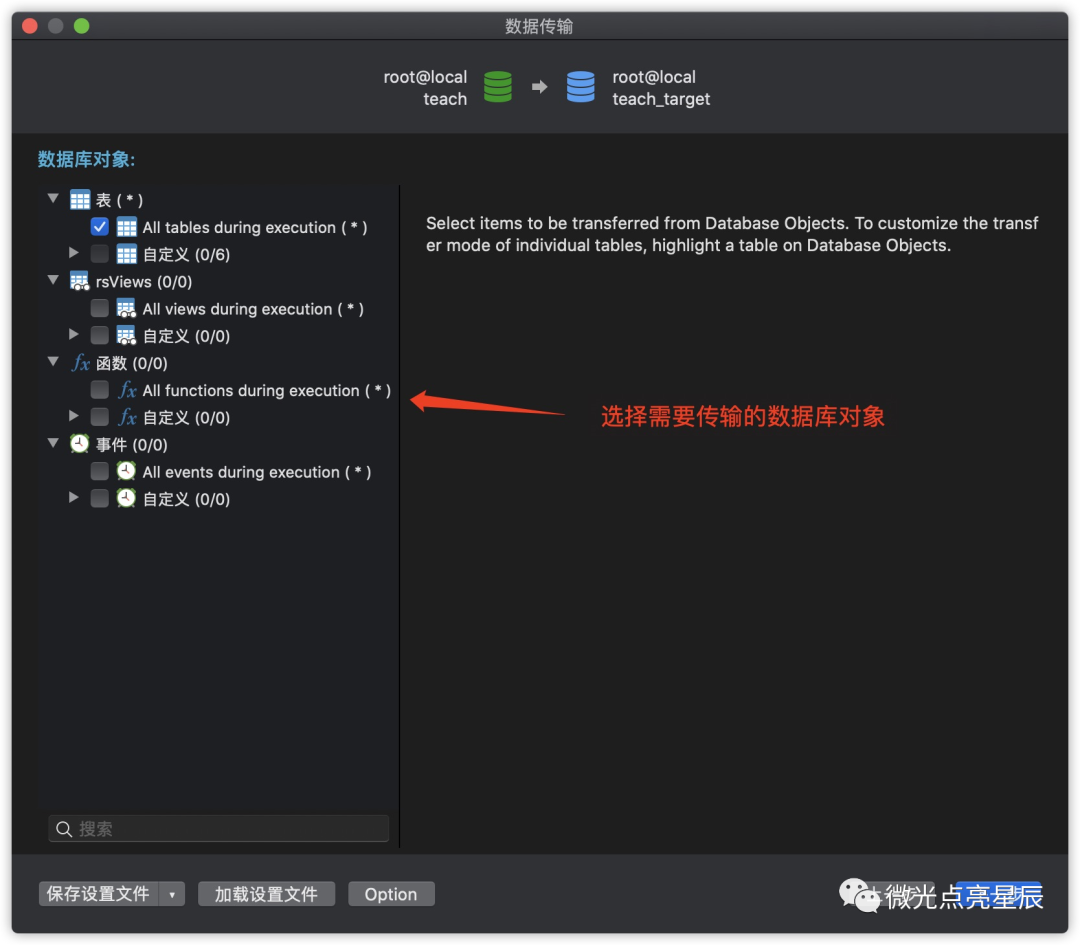 数据传输
root@local
teach
root@local
teach_target
数据库对象:
表 ( * )
All tables during execution ( * )
自定义 (0/6)
rsViews (0/0)
All views during execution ( * )
自定义 (0/0)
fx 函数 (0/0)
fx All functions during execution ( * )
fx 自定义 (0/0)
事件 (0/0)
All events during execution ( * )
自定义 (0/0)
Select items to be transferred from Database Objects. To customize the transf
er mode of individual tables, highlight a table on Database Objects.
选择需要传输的数据库对象
搜索
保存设置文件
加载设置文件
Option
微光点亮星辰